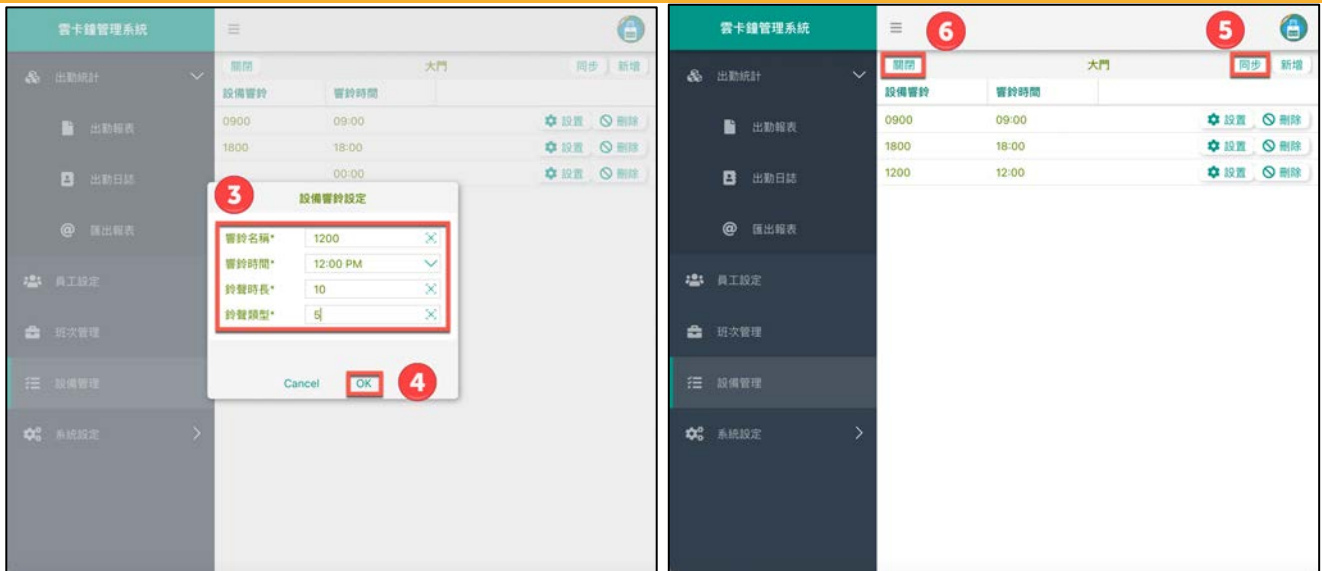 雲卡鐘管理系統
出勤統計
出勤報表
出勤日誌
匯出報表
員工設定
班次管理
設備管理
系統設定
關閉 大門 同步 新增
設備響鈴 響鈴時間
0900 09:00 設置 刪除
1800 18:00 設置 刪除
00:00 設置 刪除
3
設備響鈴設定
響鈴名稱* 1200
響鈴時間* 12:00 PM
鈴聲時長* 10
鈴聲類型* 5
Cancel OK 4
雲卡鐘管理系統
出勤統計
出勤報表
出勤日誌
匯出報表
員工設定
班次管理
設備管理
系統設定
6 5
關閉 大門 同步 新增
設備響鈴 響鈴時間
0900 09:00 設置 刪除
1800 18:00 設置 刪除
1200 12:00 設置 刪除